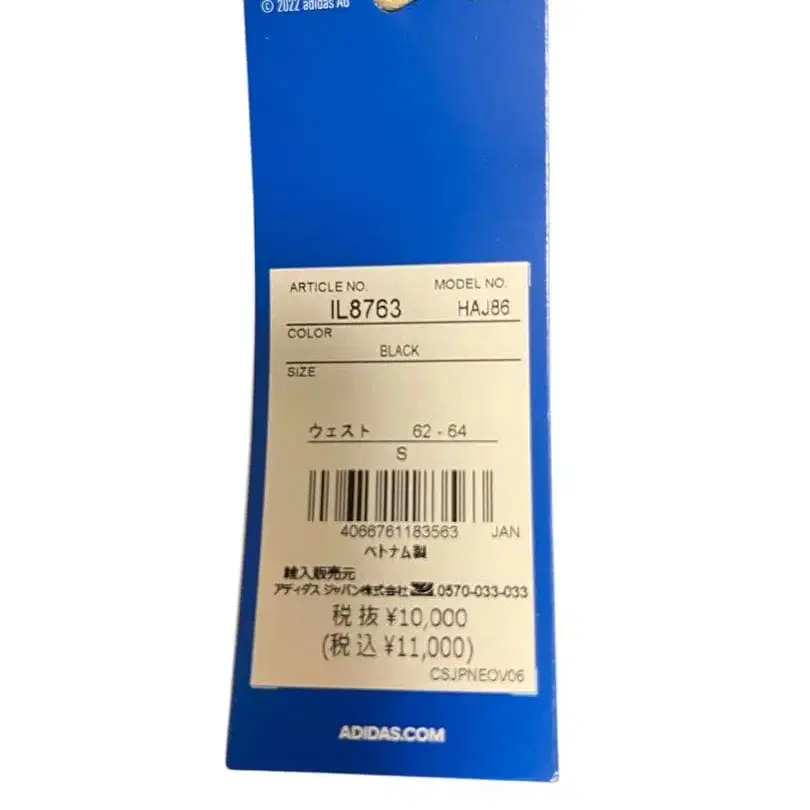 © 2022 adidas AG
ARTICLE NO. MODEL NO.
IL8763 HAJ86
COLOR
BLACK
SIZE
ウェスト 62 - 64
S
4066761183563 JAN
ベトナム製
輸入販売元
アディダス ジャパン株式会社 0570-033-033
税抜 ¥10,000
(税込 ¥11,000)
CSJPNEOV06
ADIDAS.COM